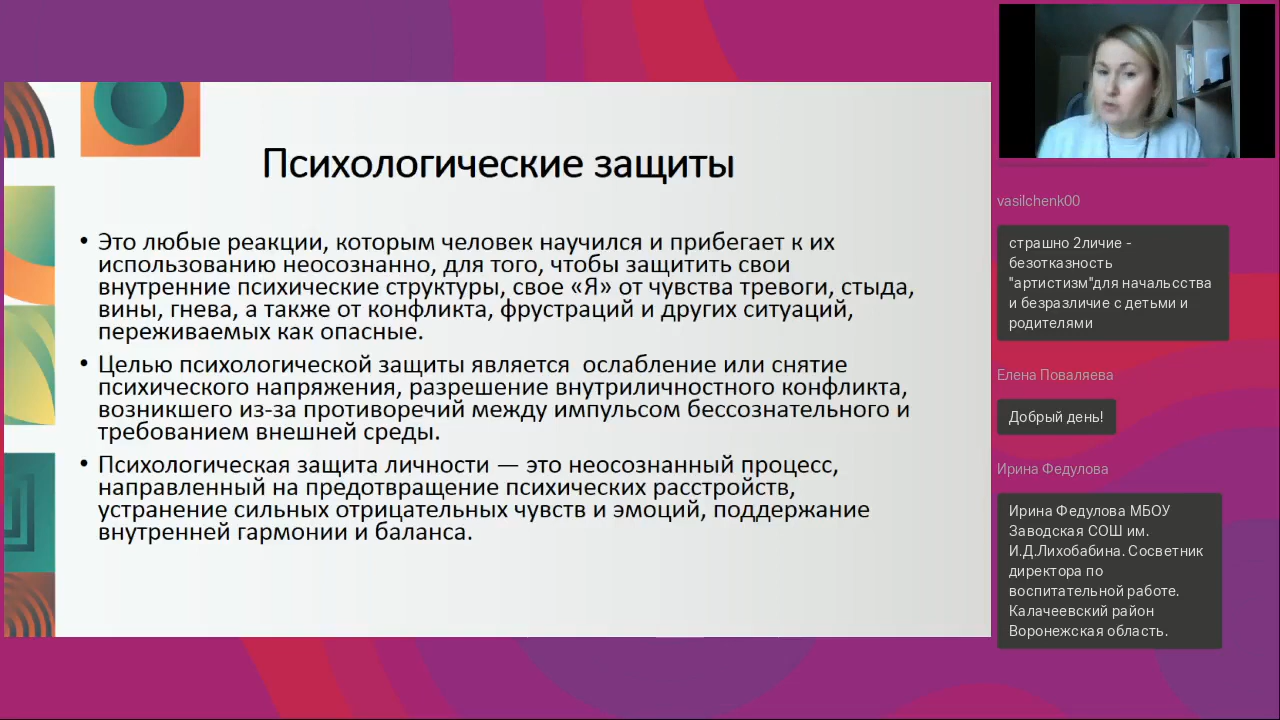 Психологические защиты
• Это любые реакции, которым человек научился и прибегает к их
использованию неосознанно, для того, чтобы защитить свои
внутренние психические структуры, свое «Я» от чувства тревоги, стыда,
вины, гнева, а также от конфликта, фрустраций и других ситуаций,
переживаемых как опасные.
• Целью психологической защиты является  ослабление или снятие
психического напряжения, разрешение внутриличностного конфликта,
возникшего из-за противоречий между импульсом бессознательного и
требованием внешней среды.
• Психологическая защита личности — это неосознанный процесс,
направленный на предотвращение психических расстройств,
устранение сильных отрицательных чувств и эмоций, поддержание
внутренней гармонии и баланса.
vasilchenk00
страшно 2личие -
безотказность
"артистизм"для начальсства
и безразличие с детьми и
родителями
Елена Поваляева
Добрый день!
Ирина Федулова
Ирина Федулова МБОУ
Заводская СОШ им.
И.Д.Лихобабина. Сосветник
директора по
воспитательной работе.
Калачеевский район
Воронежская область.